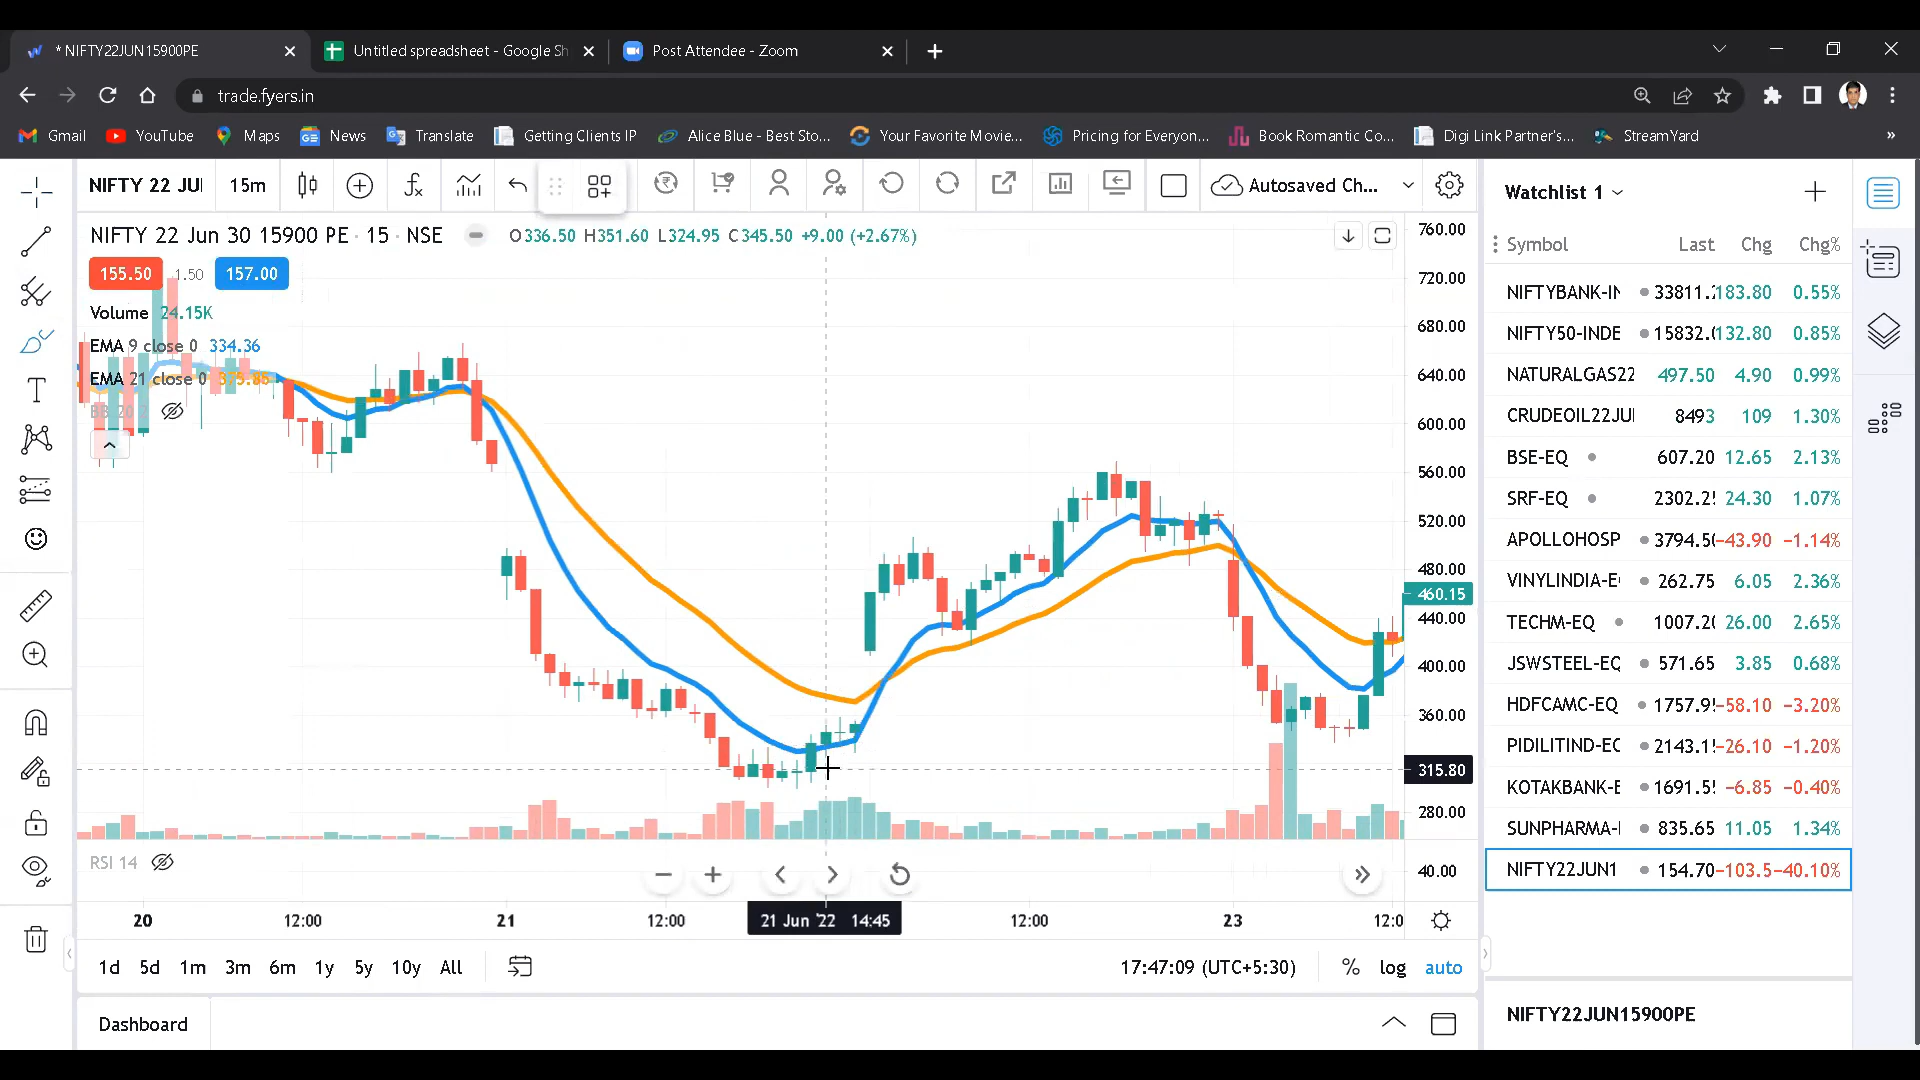 * NIFTY22JUN15900PE
Untitled spreadsheet - Google Sh
Post Attendee - Zoom
trade.fyers.in
Gmail
YouTube
Maps
News
Translate
Getting Clients IP
Alice Blue - Best Sto...
Your Favorite Movie...
Pricing for Everyon...
Book Romantic Co...
Digi Link Partner's...
StreamYard
»
NIFTY 22 JUI
15m
Autosaved Ch...
NIFTY 22 Jun 30 15900 PE · 15 · NSE
O336.50 H351.60 L324.95 C345.50 +9.00 (+2.67%)
155.50 1.50 157.00
Volume 24.15K
EMA 9 close 0 334.36
EMA 21 close 0 375.85
BB 20 2
760.00
720.00
680.00
640.00
600.00
560.00
520.00
480.00
460.15
440.00
400.00
360.00
315.80
280.00
RSI 14
40.00
20 12:00 21 12:00 21 Jun '22 14:45 12:00 23 12:0
1d 5d 1m 3m 6m 1y 5y 10y All
17:47:09 (UTC+5:30) % log auto
Dashboard
Watchlist 1
Symbol Last Chg Chg%
NIFTYBANK-IN 33811.2 183.80 0.55%
NIFTY50-INDE 15832.0 132.80 0.85%
NATURALGAS22 497.50 4.90 0.99%
CRUDEOIL22JUI 8493 109 1.30%
BSE-EQ 607.20 12.65 2.13%
SRF-EQ 2302.25 24.30 1.07%
APOLLOHOSP 3794.50 −43.90 −1.14%
VINYLINDIA-E 262.75 6.05 2.36%
TECHM-EQ 1007.20 26.00 2.65%
JSWSTEEL-EQ 571.65 3.85 0.68%
HDFCAMC-EQ 1757.95 −58.10 −3.20%
PIDILITIND-EC 2143.15 −26.10 −1.20%
KOTAKBANK-E 1691.55 −6.85 −0.40%
SUNPHARMA-I 835.65 11.05 1.34%
NIFTY22JUN1 154.70 −103.5 −40.10%
NIFTY22JUN15900PE